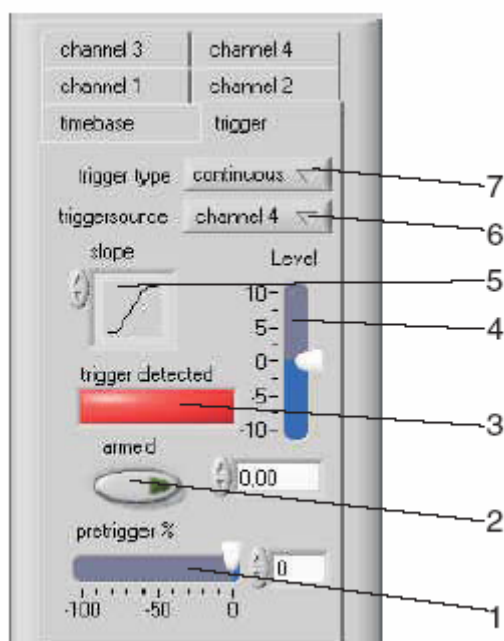 channel 3 channel 4
channel 1 channel 2
timebase trigger
trigger type continuous 7
triggersource channel 4 6
slope Level
5
10
4
5
0
trigger detected
-5
3
-10
armed
0,00
2
pretrigger %
0
-100 -50 0
1